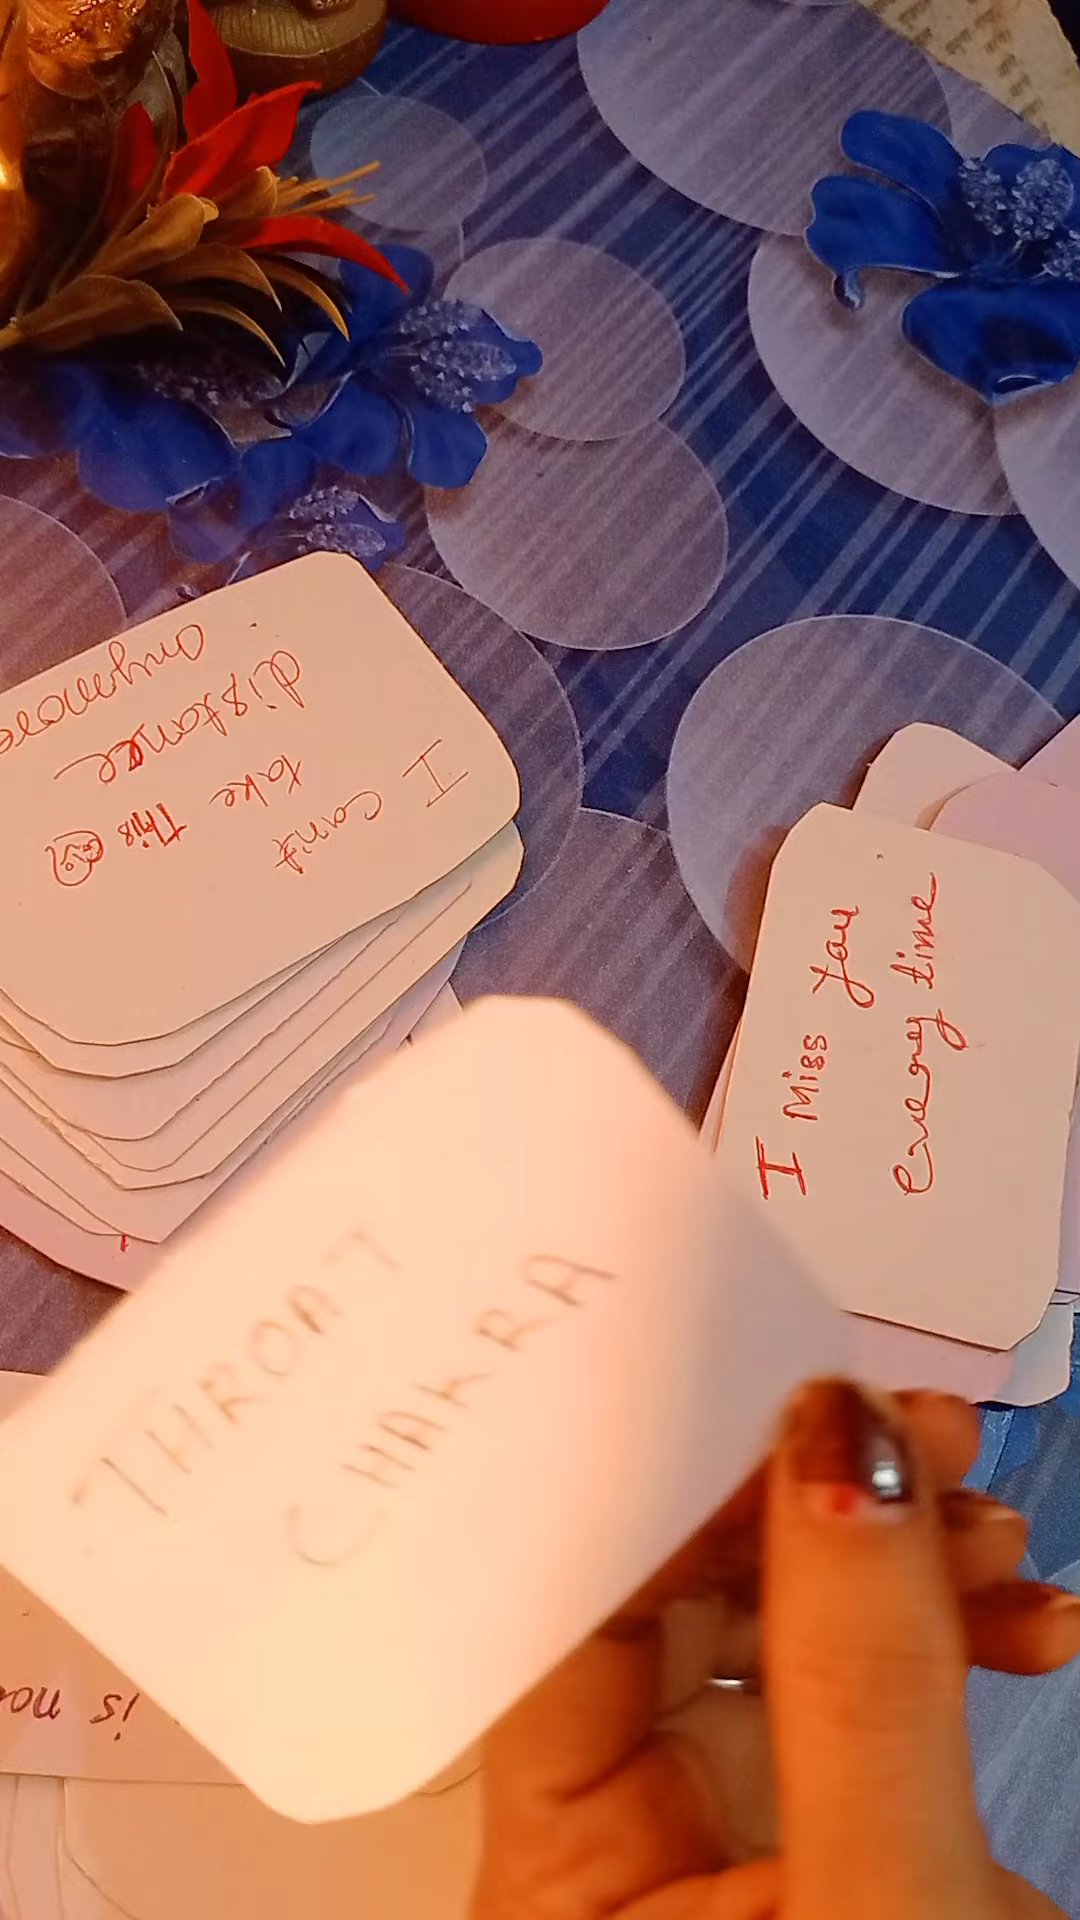 I can't
take this
distance
anymore
I Miss you
every time
THROAT
CHAKRA
is